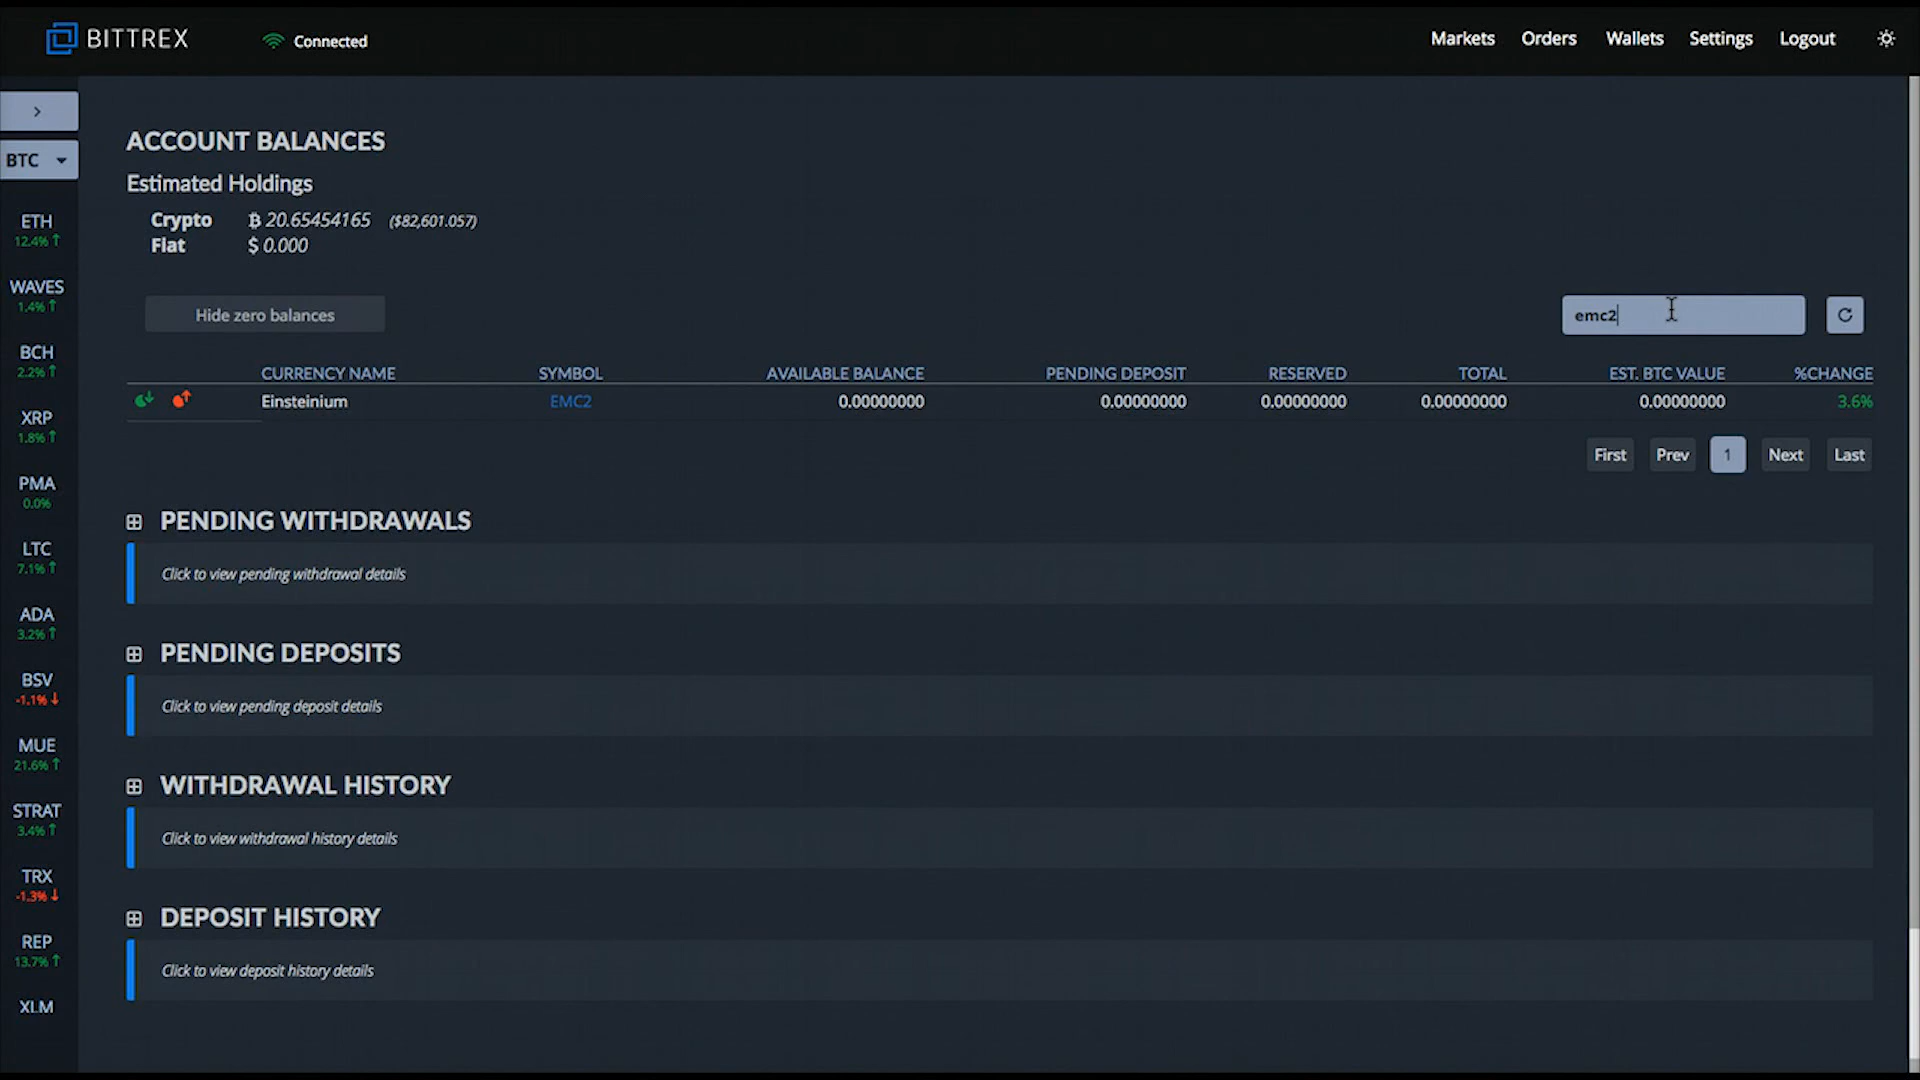 BITTREX
Connected
Markets Orders Wallets Settings Logout
BTC
ETH
12.4%↑
WAVES
1.4%↑
BCH
2.2%↑
XRP
1.8%↑
PMA
0.0%
LTC
7.1%↑
ADA
3.2%↑
BSV
-1.1%↓
MUE
21.6%↑
STRAT
3.4%↑
TRX
-1.3%↓
REP
13.7%↑
XLM
ACCOUNT BALANCES
Estimated Holdings
Crypto ₿ 20.65454165 ($82,601.057)
Fiat $ 0.000
Hide zero balances
emc2
CURRENCY NAME SYMBOL AVAILABLE BALANCE PENDING DEPOSIT RESERVED TOTAL EST. BTC VALUE %CHANGE
Einsteinium EMC2 0.00000000 0.00000000 0.00000000 0.00000000 0.00000000 3.6%
First Prev 1 Next Last
PENDING WITHDRAWALS
Click to view pending withdrawal details
PENDING DEPOSITS
Click to view pending deposit details
WITHDRAWAL HISTORY
Click to view withdrawal history details
DEPOSIT HISTORY
Click to view deposit history details